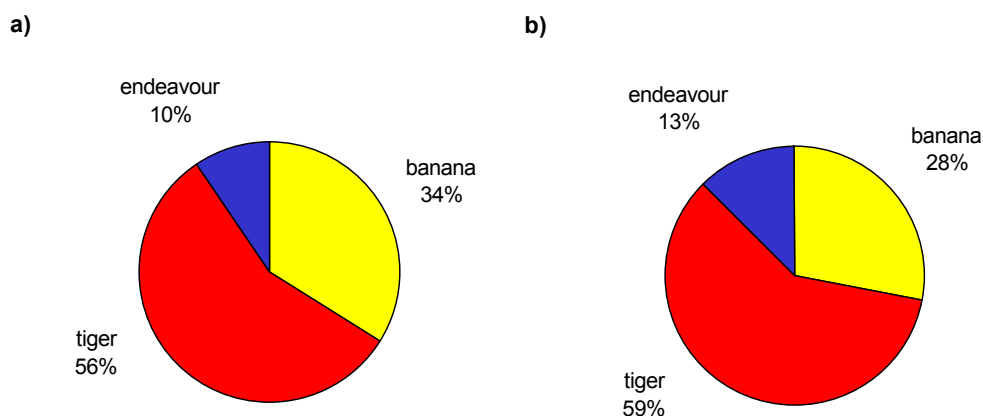 a)
endeavour
10%
banana
34%
tiger
56%
b)
endeavour
13%
banana
28%
tiger
59%